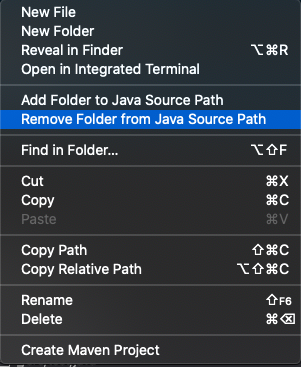 New File
New Folder
Reveal in Finder ⌥⌘R
Open in Integrated Terminal
Add Folder to Java Source Path
Remove Folder from Java Source Path
Find in Folder... ⌥⇧F
Cut ⌘X
Copy ⌘C
Paste ⌘V
Copy Path ⇧⌘C
Copy Relative Path ⌥⇧⌘C
Rename ⇧F6
Delete ⌘⌫
Create Maven Project